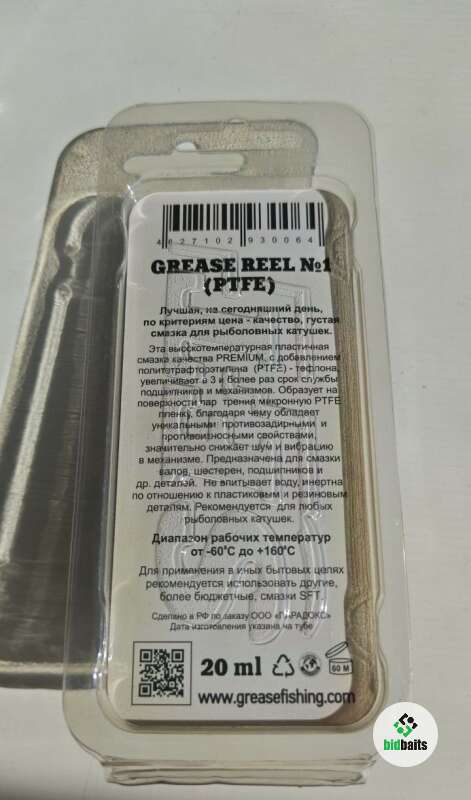 4627102 930064
GREASE REEL №1
(PTFE)
Лучшая, на сегодняшний день,
по критериям цена - качество, густая
смазка для рыболовных катушек.
Эта высокотемпературная пластичная
смазка качества PREMIUM, с добавлением
политетрафторэтилена (PTFE) - тефлона,
увеличивает в 3 и более раз срок службы
подшипников и механизмов. Образует на
поверхности пар трения микронную PTFE
пленку, благодаря чему обладает
уникальными противозадирными и
противоизносными свойствами,
значительно снижает шум и вибрацию
в механизме. Предназначена для смазки
валов, шестерен, подшипников и
др. деталей. Не впитывает воду, инертна
по отношению к пластиковым и резиновым
деталям. Рекомендуется для любых
рыболовных катушек.
Диапазон рабочих температур
от -60°C до +160°C
Для применения в иных бытовых целях
рекомендуется использовать другие,
более бюджетные, смазки SFT.
Сделано в РФ по заказу ООО «ПАРАДОКС»
Дата изготовления указана на тубе
20 ml
60 M
www.greasefishing.com
bidbaits